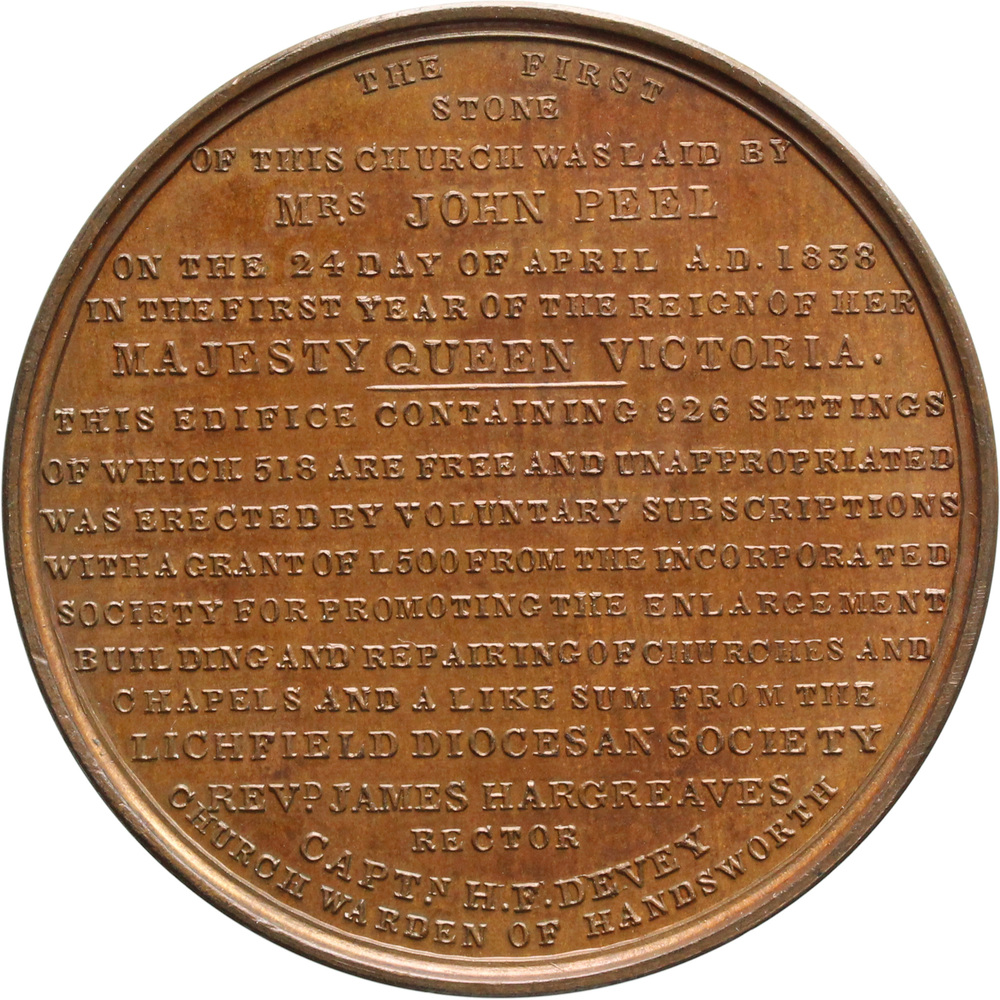 THE FIRST
STONE
OF THIS CHURCH WAS LAID BY
MRS JOHN PEEL
ON THE 24 DAY OF APRIL A.D. 1838
IN THE FIRST YEAR OF THE REIGN OF HER
MAJESTY QUEEN VICTORIA.
THIS EDIFICE CONTAINING 926 SITTINGS
OF WHICH 518 ARE FREE AND UNAPPROPRIATED
WAS ERECTED BY VOLUNTARY SUBSCRIPTIONS
WITH A GRANT OF L500 FROM THE INCORPORATED
SOCIETY FOR PROMOTING THE ENLARGEMENT
BUILDING AND REPAIRING OF CHURCHES AND
CHAPELS AND A LIKE SUM FROM THE
LICHFIELD DIOCESAN SOCIETY
REVD JAMES HARGREAVES
RECTOR
CAPTN H.F. DEVEY
CHURCH WARDEN OF HANDSWORTH